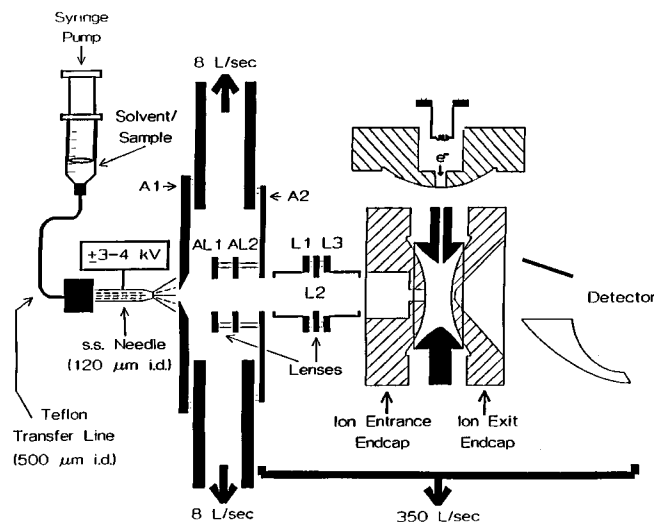 Syringe
Pump
8 L/sec
Solvent/
Sample
e-
A1
A2
AL1 AL2
L1 L3
±3-4 kV
L2
Detector
s.s. Needle
(120 µm i.d.)
Lenses
Teflon
Transfer Line
(500 µm i.d.)
Ion Entrance
Endcap
Ion Exit
Endcap
8 L/sec
350 L/sec